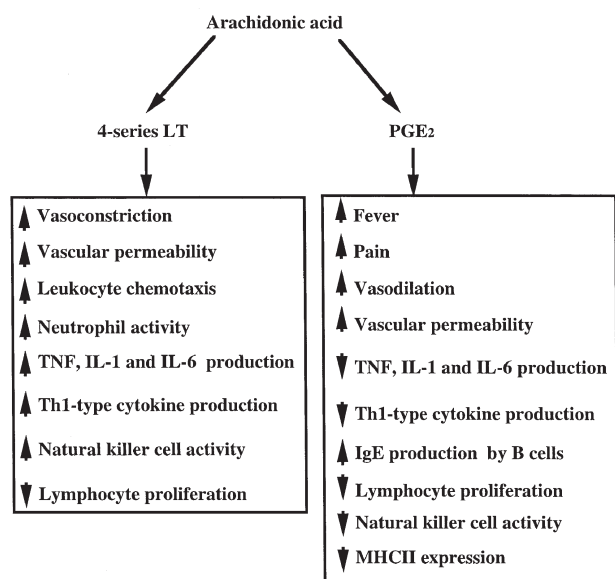 Arachidonic acid
4-series LT
PGE2
Vasoconstriction
Vascular permeability
Leukocyte chemotaxis
Neutrophil activity
TNF, IL-1 and IL-6 production
Th1-type cytokine production
Natural killer cell activity
Lymphocyte proliferation
Fever
Pain
Vasodilation
Vascular permeability
TNF, IL-1 and IL-6 production
Th1-type cytokine production
IgE production by B cells
Lymphocyte proliferation
Natural killer cell activity
MHCII expression